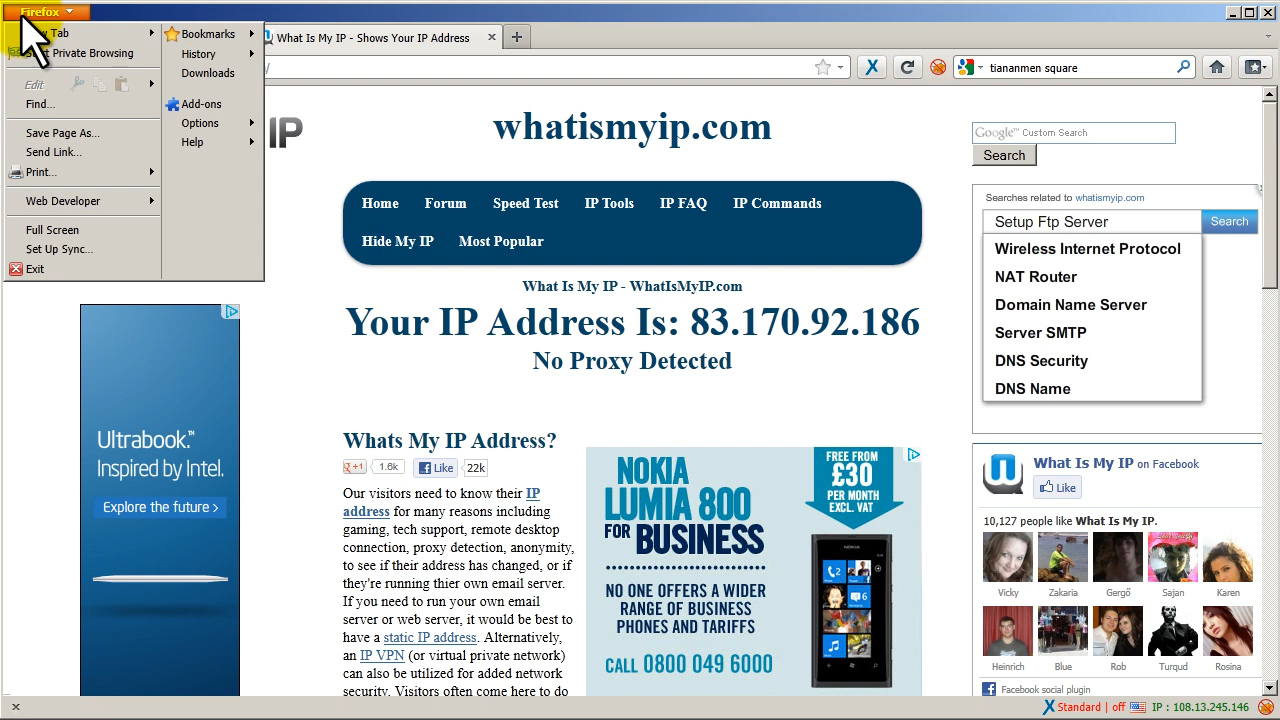 Firefox
Tab
Private Browsing
Edit
Find...
Save Page As...
Send Link...
Print...
Web Developer
Full Screen
Set Up Sync...
Exit
Bookmarks
History
Downloads
Add-ons
Options
Help
What Is My IP - Shows Your IP Address
/
tiananmen square
IP
whatismyip.com
Home Forum Speed Test IP Tools IP FAQ IP Commands
Hide My IP Most Popular
What Is My IP - WhatIsMyIP.com
Your IP Address Is: 83.170.92.186
No Proxy Detected
Ultrabook.™
Inspired by Intel.
Explore the future >
Whats My IP Address?
+1 1.6k Like 22k
Our visitors need to know their IP
address for many reasons including
gaming, tech support, remote desktop
connection, proxy detection, anonymity,
to see if their address has changed, or if
they're running thier own email server.
If you need to run your own email
server or web server, it would be best to
have a static IP address. Alternatively,
an IP VPN (or virtual private network)
can also be utilized for added network
security. Visitors often come here to do
NOKIA
LUMIA 800
FOR BUSINESS
NO ONE OFFERS A WIDER
RANGE OF BUSINESS
PHONES AND TARIFFS
CALL 0800 049 6000
FREE FROM
£30
PER MONTH
EXCL. VAT
Google™ Custom Search
Search
Searches related to whatismyip.com
Setup Ftp Server Search
Wireless Internet Protocol
NAT Router
Domain Name Server
Server SMTP
DNS Security
DNS Name
What Is My IP on Facebook
Like
10,127 people like What Is My IP.
Vicky Zakaria Gergő Sajan Karen
Heinrich Blue Rob Turqud Rosina
Facebook social plugin
Standard | off IP : 108.13.245.146